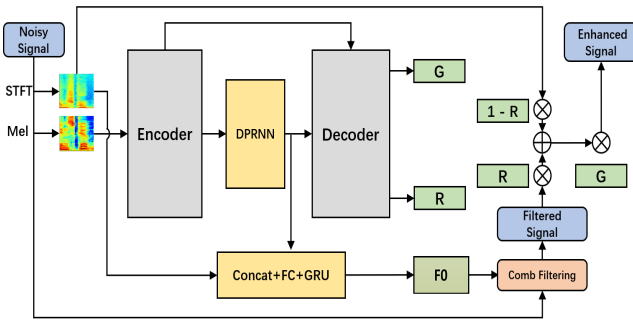 Noisy
Signal
STFT
Mel
Encoder
DPRNN
Decoder
G
R
Concat+FC+GRU
F0
Comb Filtering
Filtered
Signal
R
1 - R
G
Enhanced
Signal